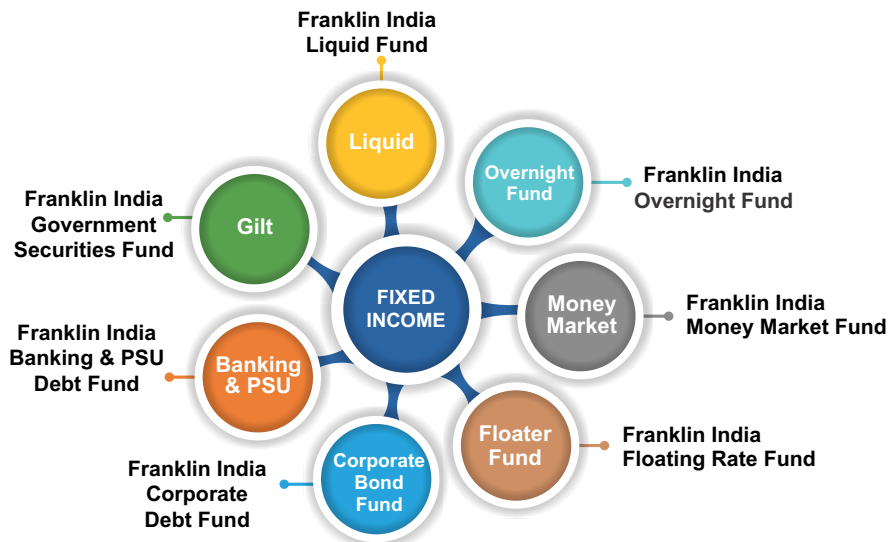 Franklin India
Liquid Fund
Liquid
Overnight
Fund
Franklin India
Overnight Fund
Franklin India
Government
Securities Fund
Gilt
FIXED
INCOME
Money
Market
Franklin India
Money Market Fund
Franklin India
Banking & PSU
Debt Fund
Banking
& PSU
Floater
Fund
Franklin India
Floating Rate Fund
Franklin India
Corporate
Debt Fund
Corporate
Bond
Fund